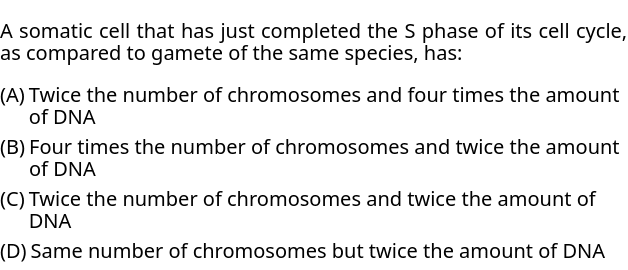 A somatic cell that has just completed the S phase of its cell cycle,
as compared to gamete of the same species, has:
(A) Twice the number of chromosomes and four times the amount
of DNA
(B) Four times the number of chromosomes and twice the amount
of DNA
(C) Twice the number of chromosomes and twice the amount of
DNA
(D) Same number of chromosomes but twice the amount of DNA